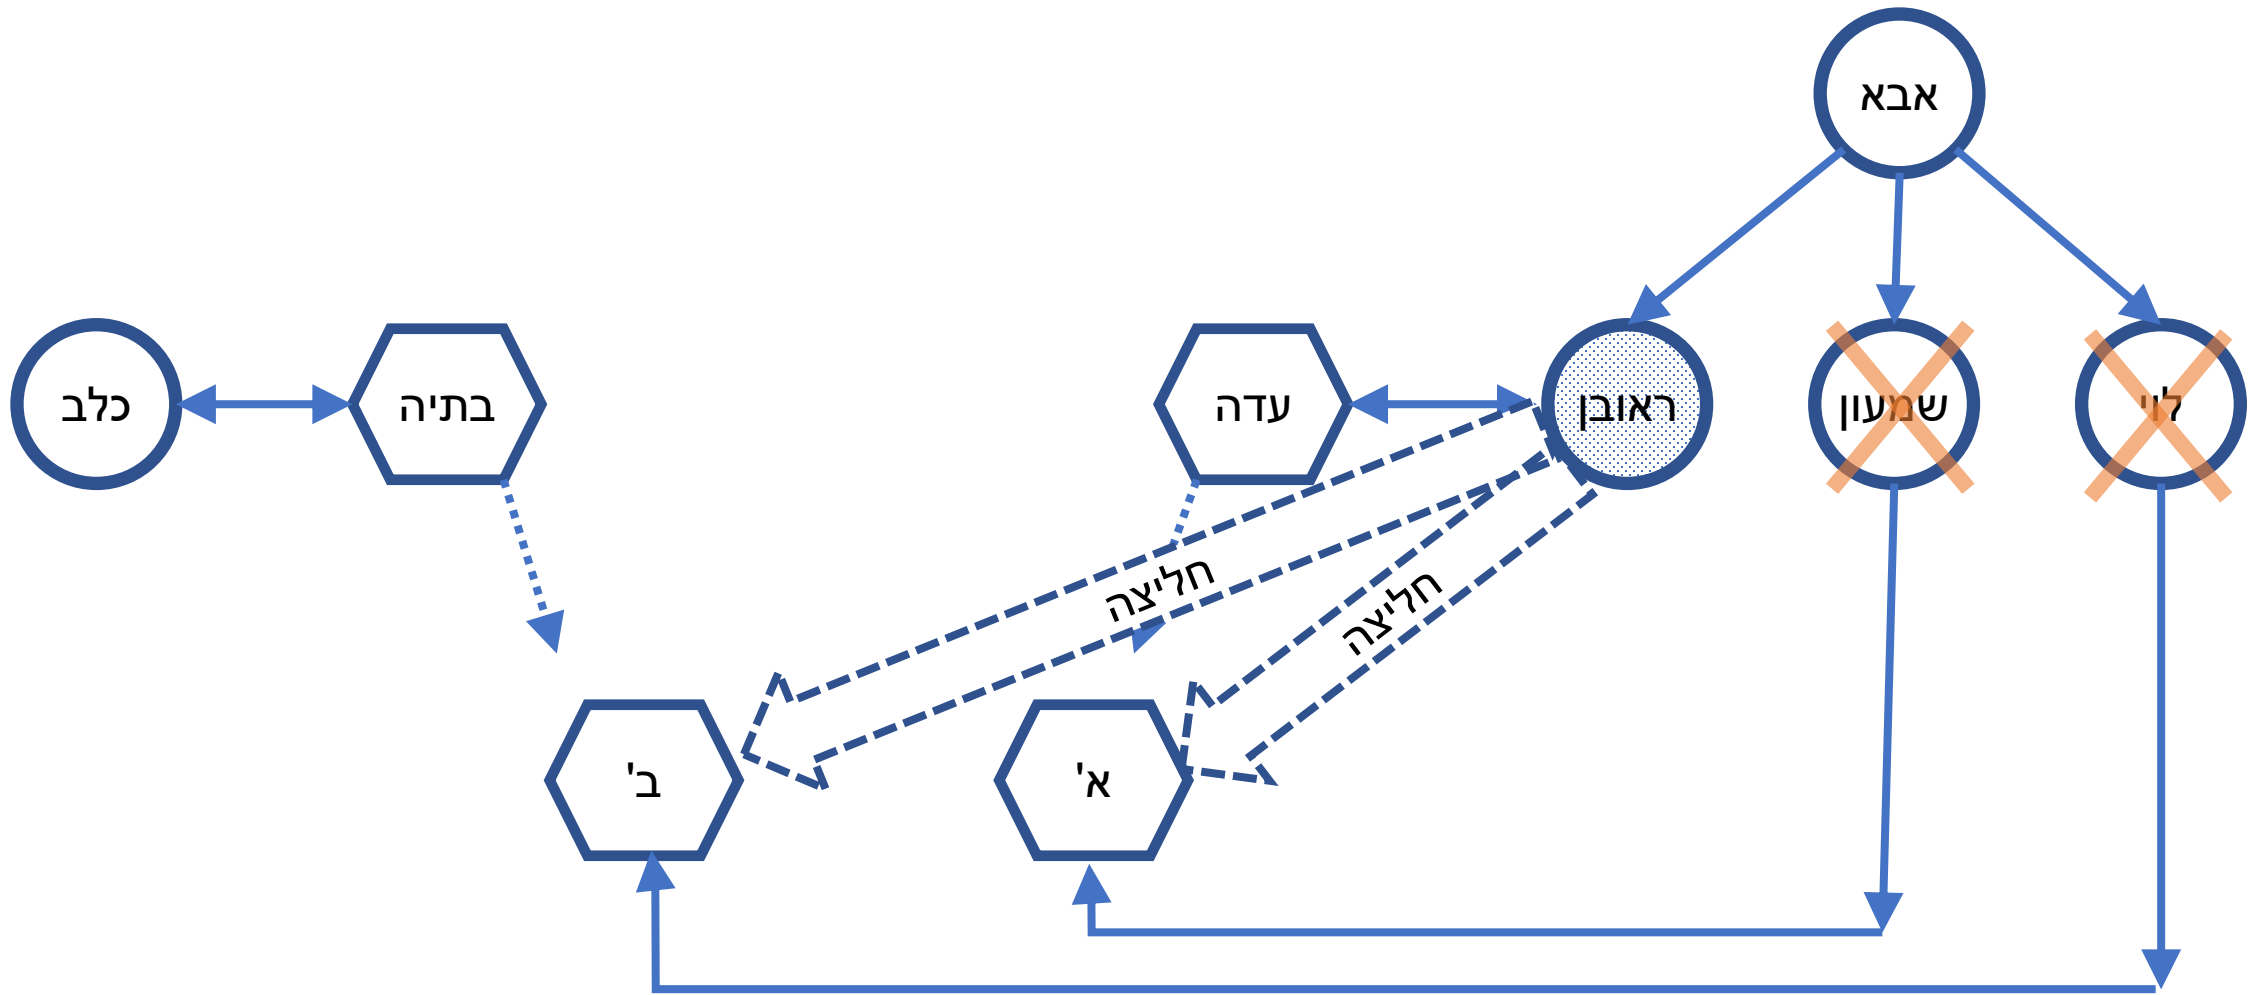 אבא
לוי
שמעון
ראובן
עדה
בתיה
כלב
חליצה
חליצה
א'
ב'